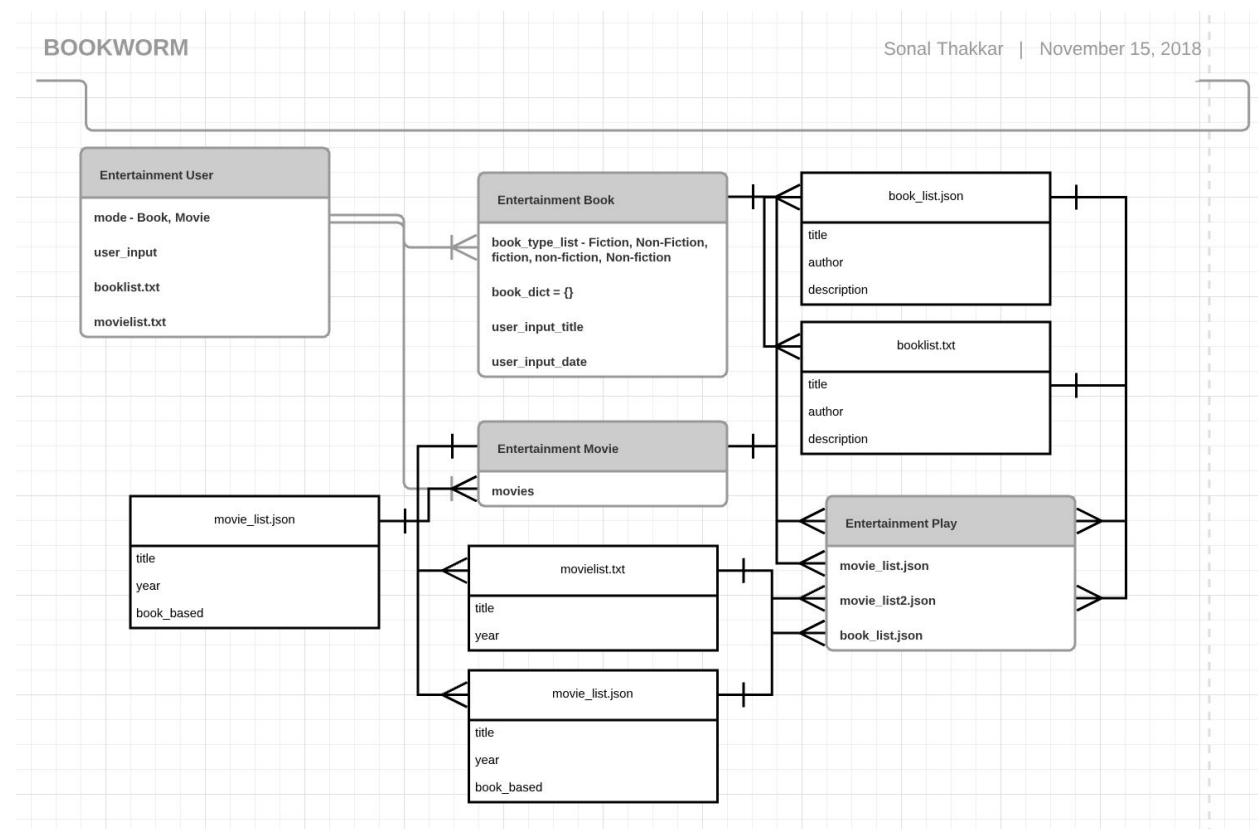 BOOKWORM
Sonal Thakkar | November 15, 2018
Entertainment User
mode - Book, Movie
user_input
booklist.txt
movielist.txt
Entertainment Book
book_type_list - Fiction, Non-Fiction,
fiction, non-fiction, Non-fiction
book_dict = {}
user_input_title
user_input_date
book_list.json
title
author
description
booklist.txt
title
author
description
Entertainment Movie
movies
movie_list.json
title
year
book_based
movielist.txt
title
year
movie_list.json
title
year
book_based
Entertainment Play
movie_list.json
movie_list2.json
book_list.json